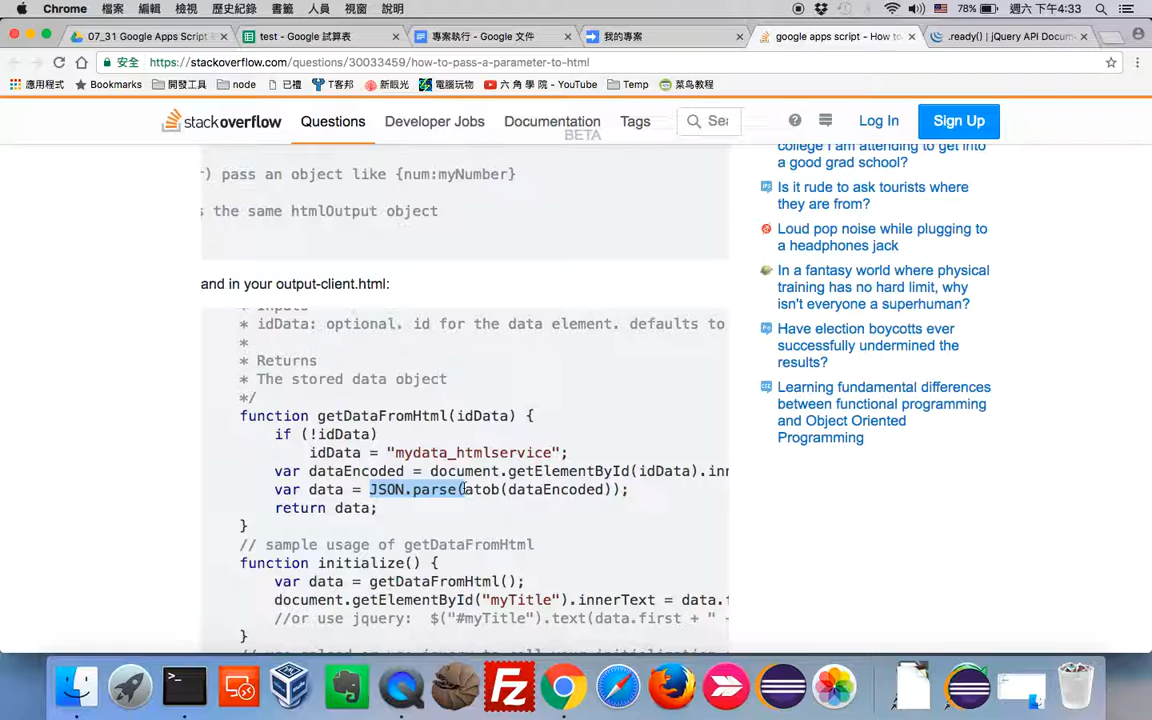 Chrome 檔案 編輯 檢視 歷史紀錄 書籤 人員 視窗 說明 78% 週六 下午4:33
07_31 Google Apps Script test - Google 試算表 專案執行 - Google 文件 我的專案 google apps script - How to .ready() | jQuery API Docum
安全 https://stackoverflow.com/questions/30033459/how-to-pass-a-parameter-to-html
應用程式 Bookmarks 開發工具 node 已禮 T客邦 新眼光 電腦玩物 六 角 學 院 - YouTube Temp 菜鸟教程
stackoverflow Questions Developer Jobs Documentation BETA Tags Sea Log In Sign Up
college I am attending to get into
a good grad school?
Is it rude to ask tourists where
they are from?
Loud pop noise while plugging to
a headphones jack
In a fantasy world where physical
training has no hard limit, why
isn't everyone a superhuman?
Have election boycotts ever
successfully undermined the
results?
Learning fundamental differences
between functional programming
and Object Oriented
Programming
r) pass an object like {num:myNumber}
s the same htmlOutput object
and in your output-client.html:
* Inputs
* idData: optional. id for the data element. defaults to
*
* Returns
* The stored data object
*/
function getDataFromHtml(idData) {
if (!idData)
idData = "mydata_htmlservice";
var dataEncoded = document.getElementById(idData).inn
var data = JSON.parse(atob(dataEncoded));
return data;
}
// sample usage of getDataFromHtml
function initialize() {
var data = getDataFromHtml();
document.getElementById("myTitle").innerText = data.f
//or use jquery: $("#myTitle").text(data.first + " -
}